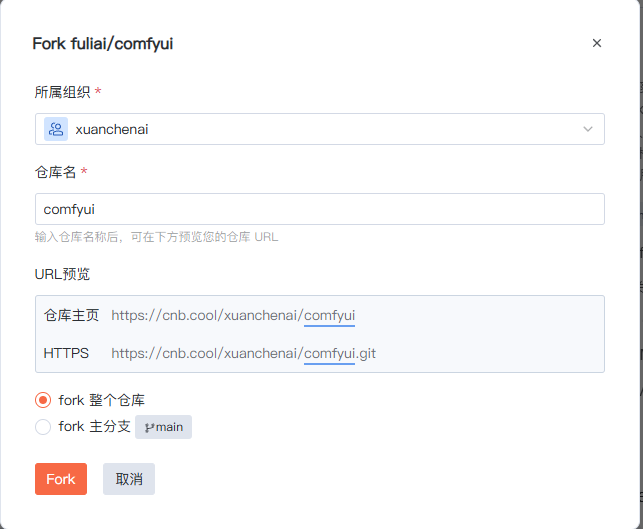 Fork fuliai/comfyui
所属组织 *
xuanchenai
仓库名 *
comfyui
输入仓库名称后，可在下方预览您的仓库 URL
URL预览
仓库主页 https://cnb.cool/xuanchenai/comfyui
HTTPS https://cnb.cool/xuanchenai/comfyui.git
fork 整个仓库
fork 主分支 main
Fork 取消